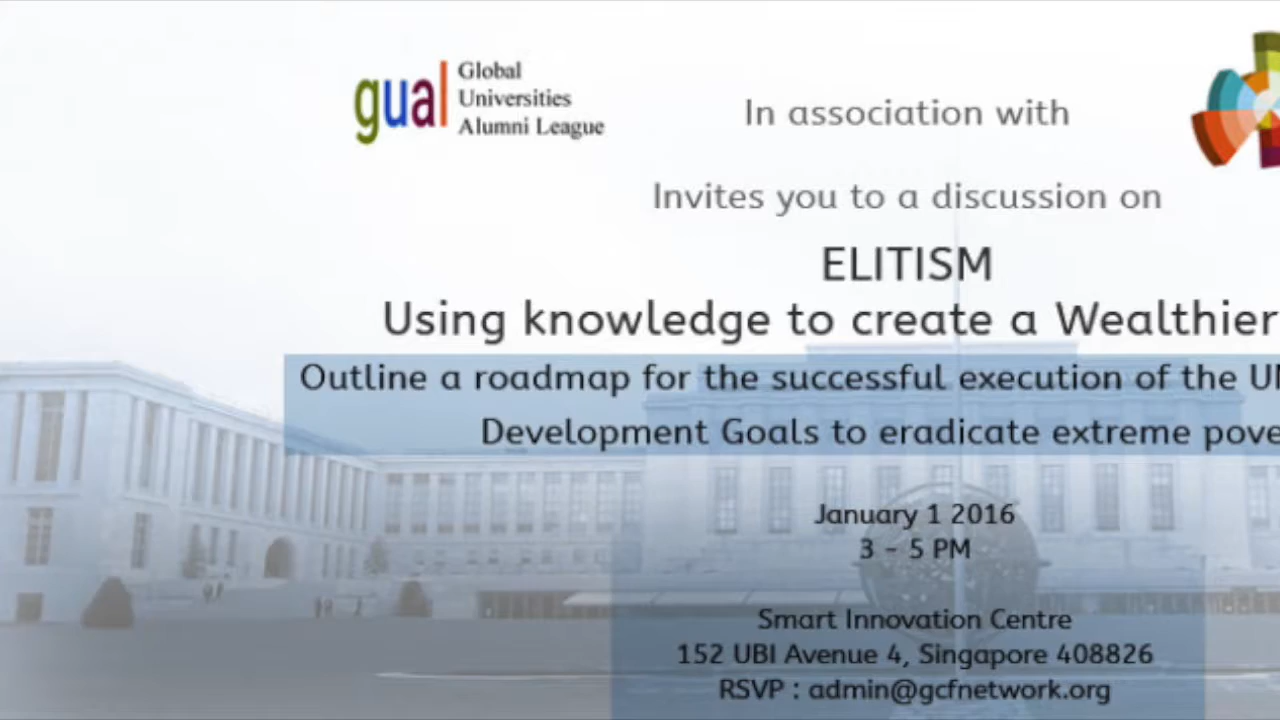 gual
Global
Universities
Alumni League
In association with
Invites you to a discussion on
ELITISM
Using knowledge to create a Wealthier
Outline a roadmap for the successful execution of the
Development Goals to eradicate extreme
January 1 2016
3 - 5 PM
Smart Innovation Centre
152 UBI Avenue 4, Singapore 408826
RSVP : admin@gcfnetwork.org